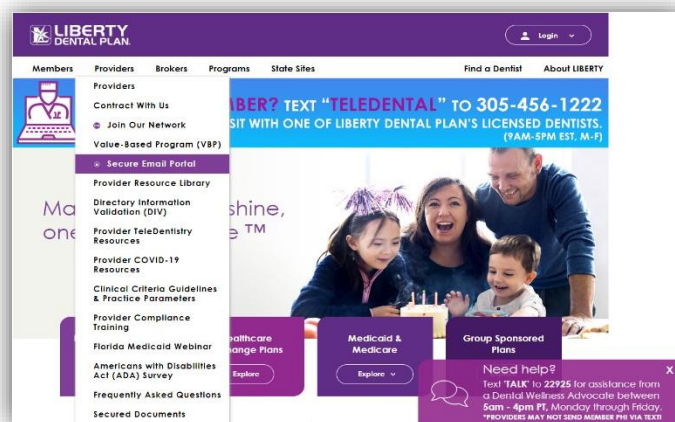 LIBERTY
DENTAL PLAN.
Login
Members Providers Brokers Programs State Sites Find a Dentist About LIBERTY
Providers
Contract With Us
Join Our Network
Value-Based Program (VBP)
Secure Email Portal
Provider Resource Library
Directory Information
Validation (DIV)
Provider TeleDentistry
Resources
Provider COVID-19
Resources
Clinical Criteria Guidelines
& Practice Parameters
Provider Compliance
Training
Florida Medicaid Webinar
Americans with Disabilities
Act (ADA) Survey
Frequently Asked Questions
Secured Documents
BER? TEXT “TELEDENTAL” TO 305-456-1222
SIT WITH ONE OF LIBERTY DENTAL PLAN'S LICENSED DENTISTS.
(9AM-5PM EST, M-F)
Ma shine,
one e ™
ealthcare
hange Plans
Explore
Medicaid &
Medicare
Explore
Group Sponsored
Plans
Need help? X
Text 'TALK' to 22925 for assistance from
a Dental Wellness Advocate between
5am - 4pm PT, Monday through Friday.
*PROVIDERS MAY NOT SEND MEMBER PHI VIA TEXT!